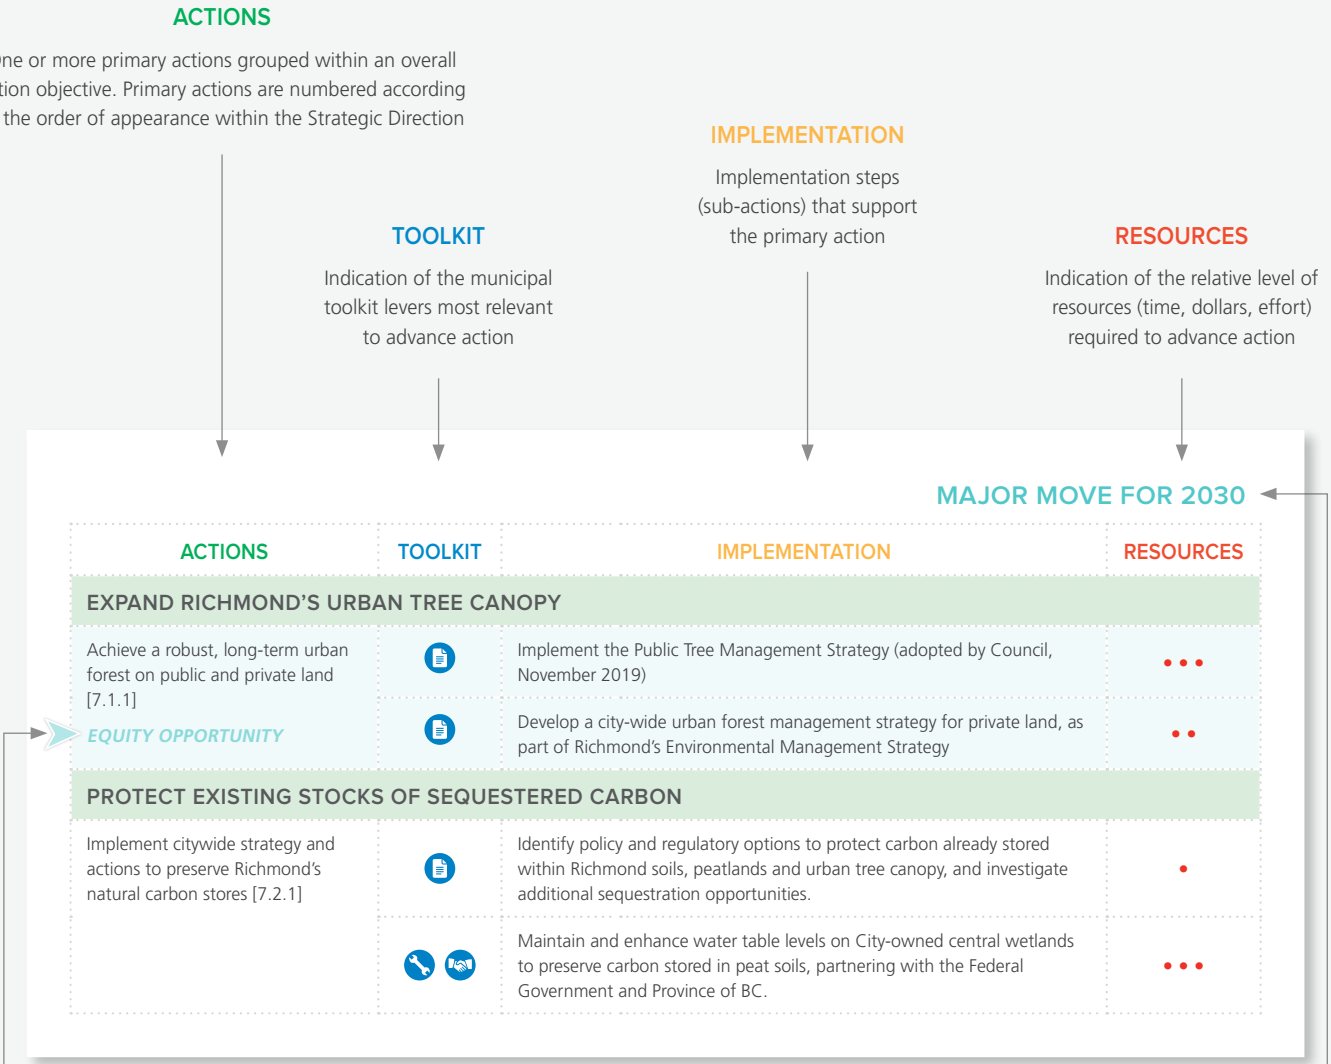 ACTIONS
ne or more primary actions grouped within an overall
tion objective. Primary actions are numbered according
the order of appearance within the Strategic Direction
IMPLEMENTATION
Implementation steps
(sub-actions) that support
the primary action
TOOLKIT
Indication of the municipal
toolkit levers most relevant
to advance action
RESOURCES
Indication of the relative level of
resources (time, dollars, effort)
required to advance action
MAJOR MOVE FOR 2030
ACTIONS
TOOLKIT
IMPLEMENTATION
RESOURCES
EXPAND RICHMOND’S URBAN TREE CANOPY
Achieve a robust, long-term urban
forest on public and private land
[7.1.1]
EQUITY OPPORTUNITY
Implement the Public Tree Management Strategy (adopted by Council,
November 2019)
Develop a city-wide urban forest management strategy for private land, as
part of Richmond’s Environmental Management Strategy
PROTECT EXISTING STOCKS OF SEQUESTERED CARBON
Implement citywide strategy and
actions to preserve Richmond’s
natural carbon stores [7.2.1]
Identify policy and regulatory options to protect carbon already stored
within Richmond soils, peatlands and urban tree canopy, and investigate
additional sequestration opportunities.
Maintain and enhance water table levels on City-owned central wetlands
to preserve carbon stored in peat soils, partnering with the Federal
Government and Province of BC.